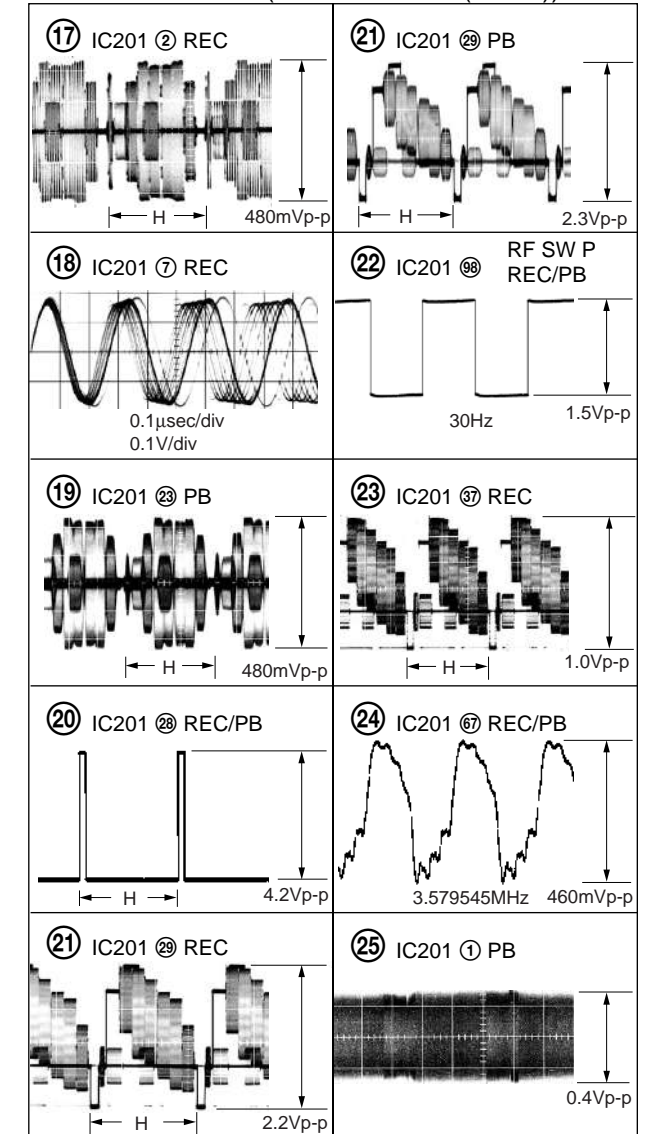 ⑰ IC201 ② REC
H
480mVp-p
⑱ IC201 ⑦ REC
0.1µsec/div
0.1V/div
⑲ IC201 ㉓ PB
H
480mVp-p
⑳ IC201 ㉘ REC/PB
H
4.2Vp-p
㉑ IC201 ㉙ REC
H
2.2Vp-p
㉑ IC201 ㉙ PB
H
2.3Vp-p
㉒ IC201 98 RF SW P
REC/PB
30Hz
1.5Vp-p
㉓ IC201 ㊲ REC
H
1.0Vp-p
㉔ IC201 67 REC/PB
3.579545MHz 460mVp-p
㉕ IC201 ① PB
0.4Vp-p